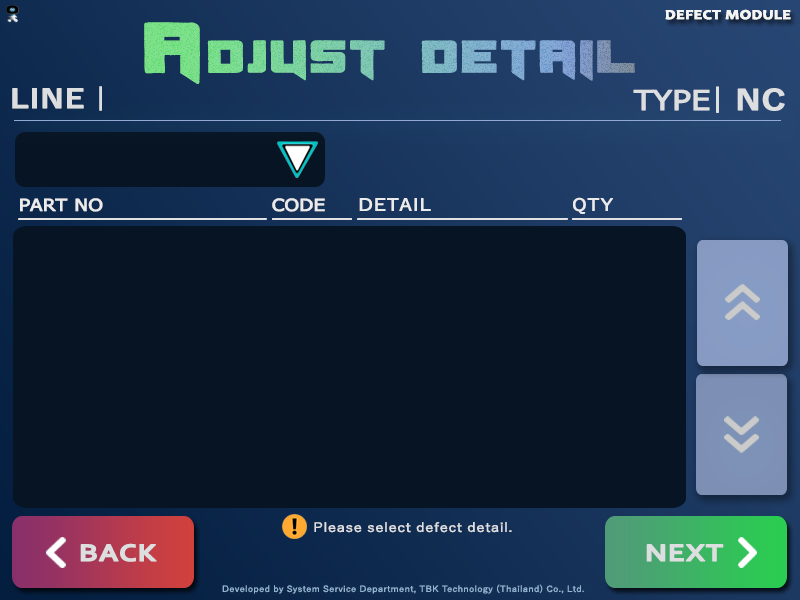 DEFECT MODULE
ADJUST DETAIL
LINE |
TYPE| NC
PART NO CODE DETAIL QTY
! Please select defect detail.
BACK
NEXT
Developed by System Service Department, TBK Technology (Thailand) Co., Ltd.